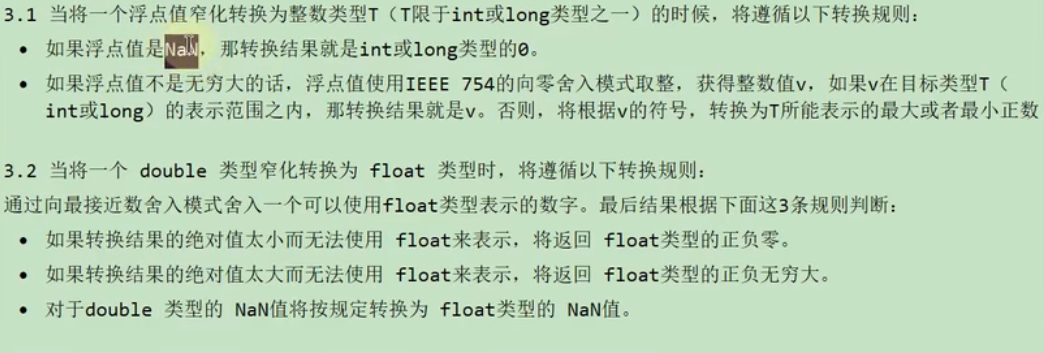 3.1 当将一个浮点值窄化转换为整数类型T（T限于int或long类型之一）的时候，将遵循以下转换规则：
• 如果浮点值是NaN，那转换结果就是int或long类型的0。
• 如果浮点值不是无穷大的话，浮点值使用IEEE 754的向零舍入模式取整，获得整数值v，如果v在目标类型T（
int或long）的表示范围之内，那转换结果就是v。否则，将根据v的符号，转换为T所能表示的最大或者最小正数
3.2 当将一个 double 类型窄化转换为 float 类型时，将遵循以下转换规则：
通过向最接近数舍入模式舍入一个可以使用float类型表示的数字。最后结果根据下面这3条规则判断：
• 如果转换结果的绝对值太小而无法使用 float来表示，将返回 float类型的正负零。
• 如果转换结果的绝对值太大而无法使用 float来表示，将返回 float类型的正负无穷大。
• 对于double 类型的 NaN值将按规定转换为 float类型的 NaN值。